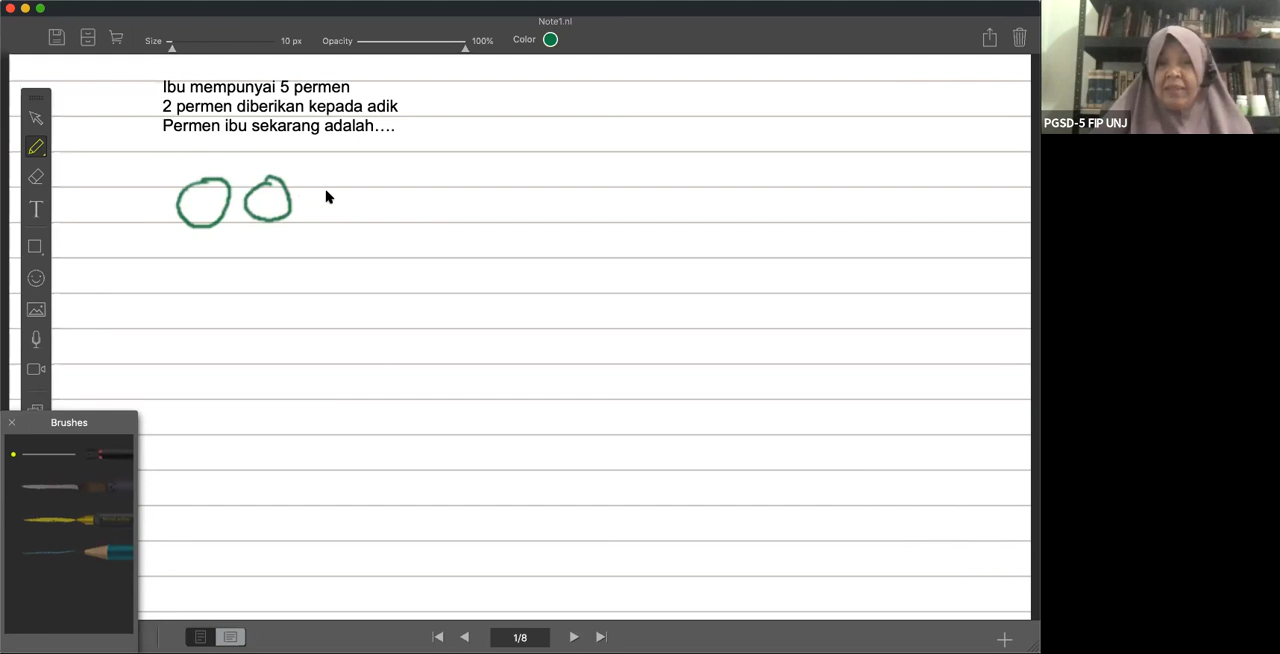 Note1.nl
Size 10 px Opacity 100% Color
Ibu mempunyai 5 permen
2 permen diberikan kepada adik
Permen ibu sekarang adalah….
PGSD-5 FIP UNJ
T
Brushes
1/8